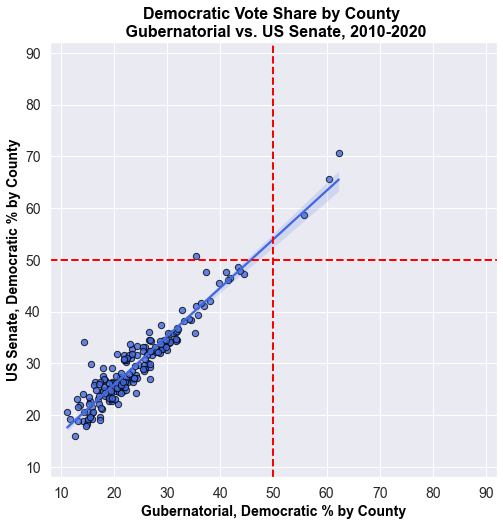 Democratic Vote Share by County
Gubernatorial vs. US Senate, 2010-2020
90
80
70
60
50
40
30
20
10
US Senate, Democratic % by County
10 20 30 40 50 60 70 80 90
Gubernatorial, Democratic % by County